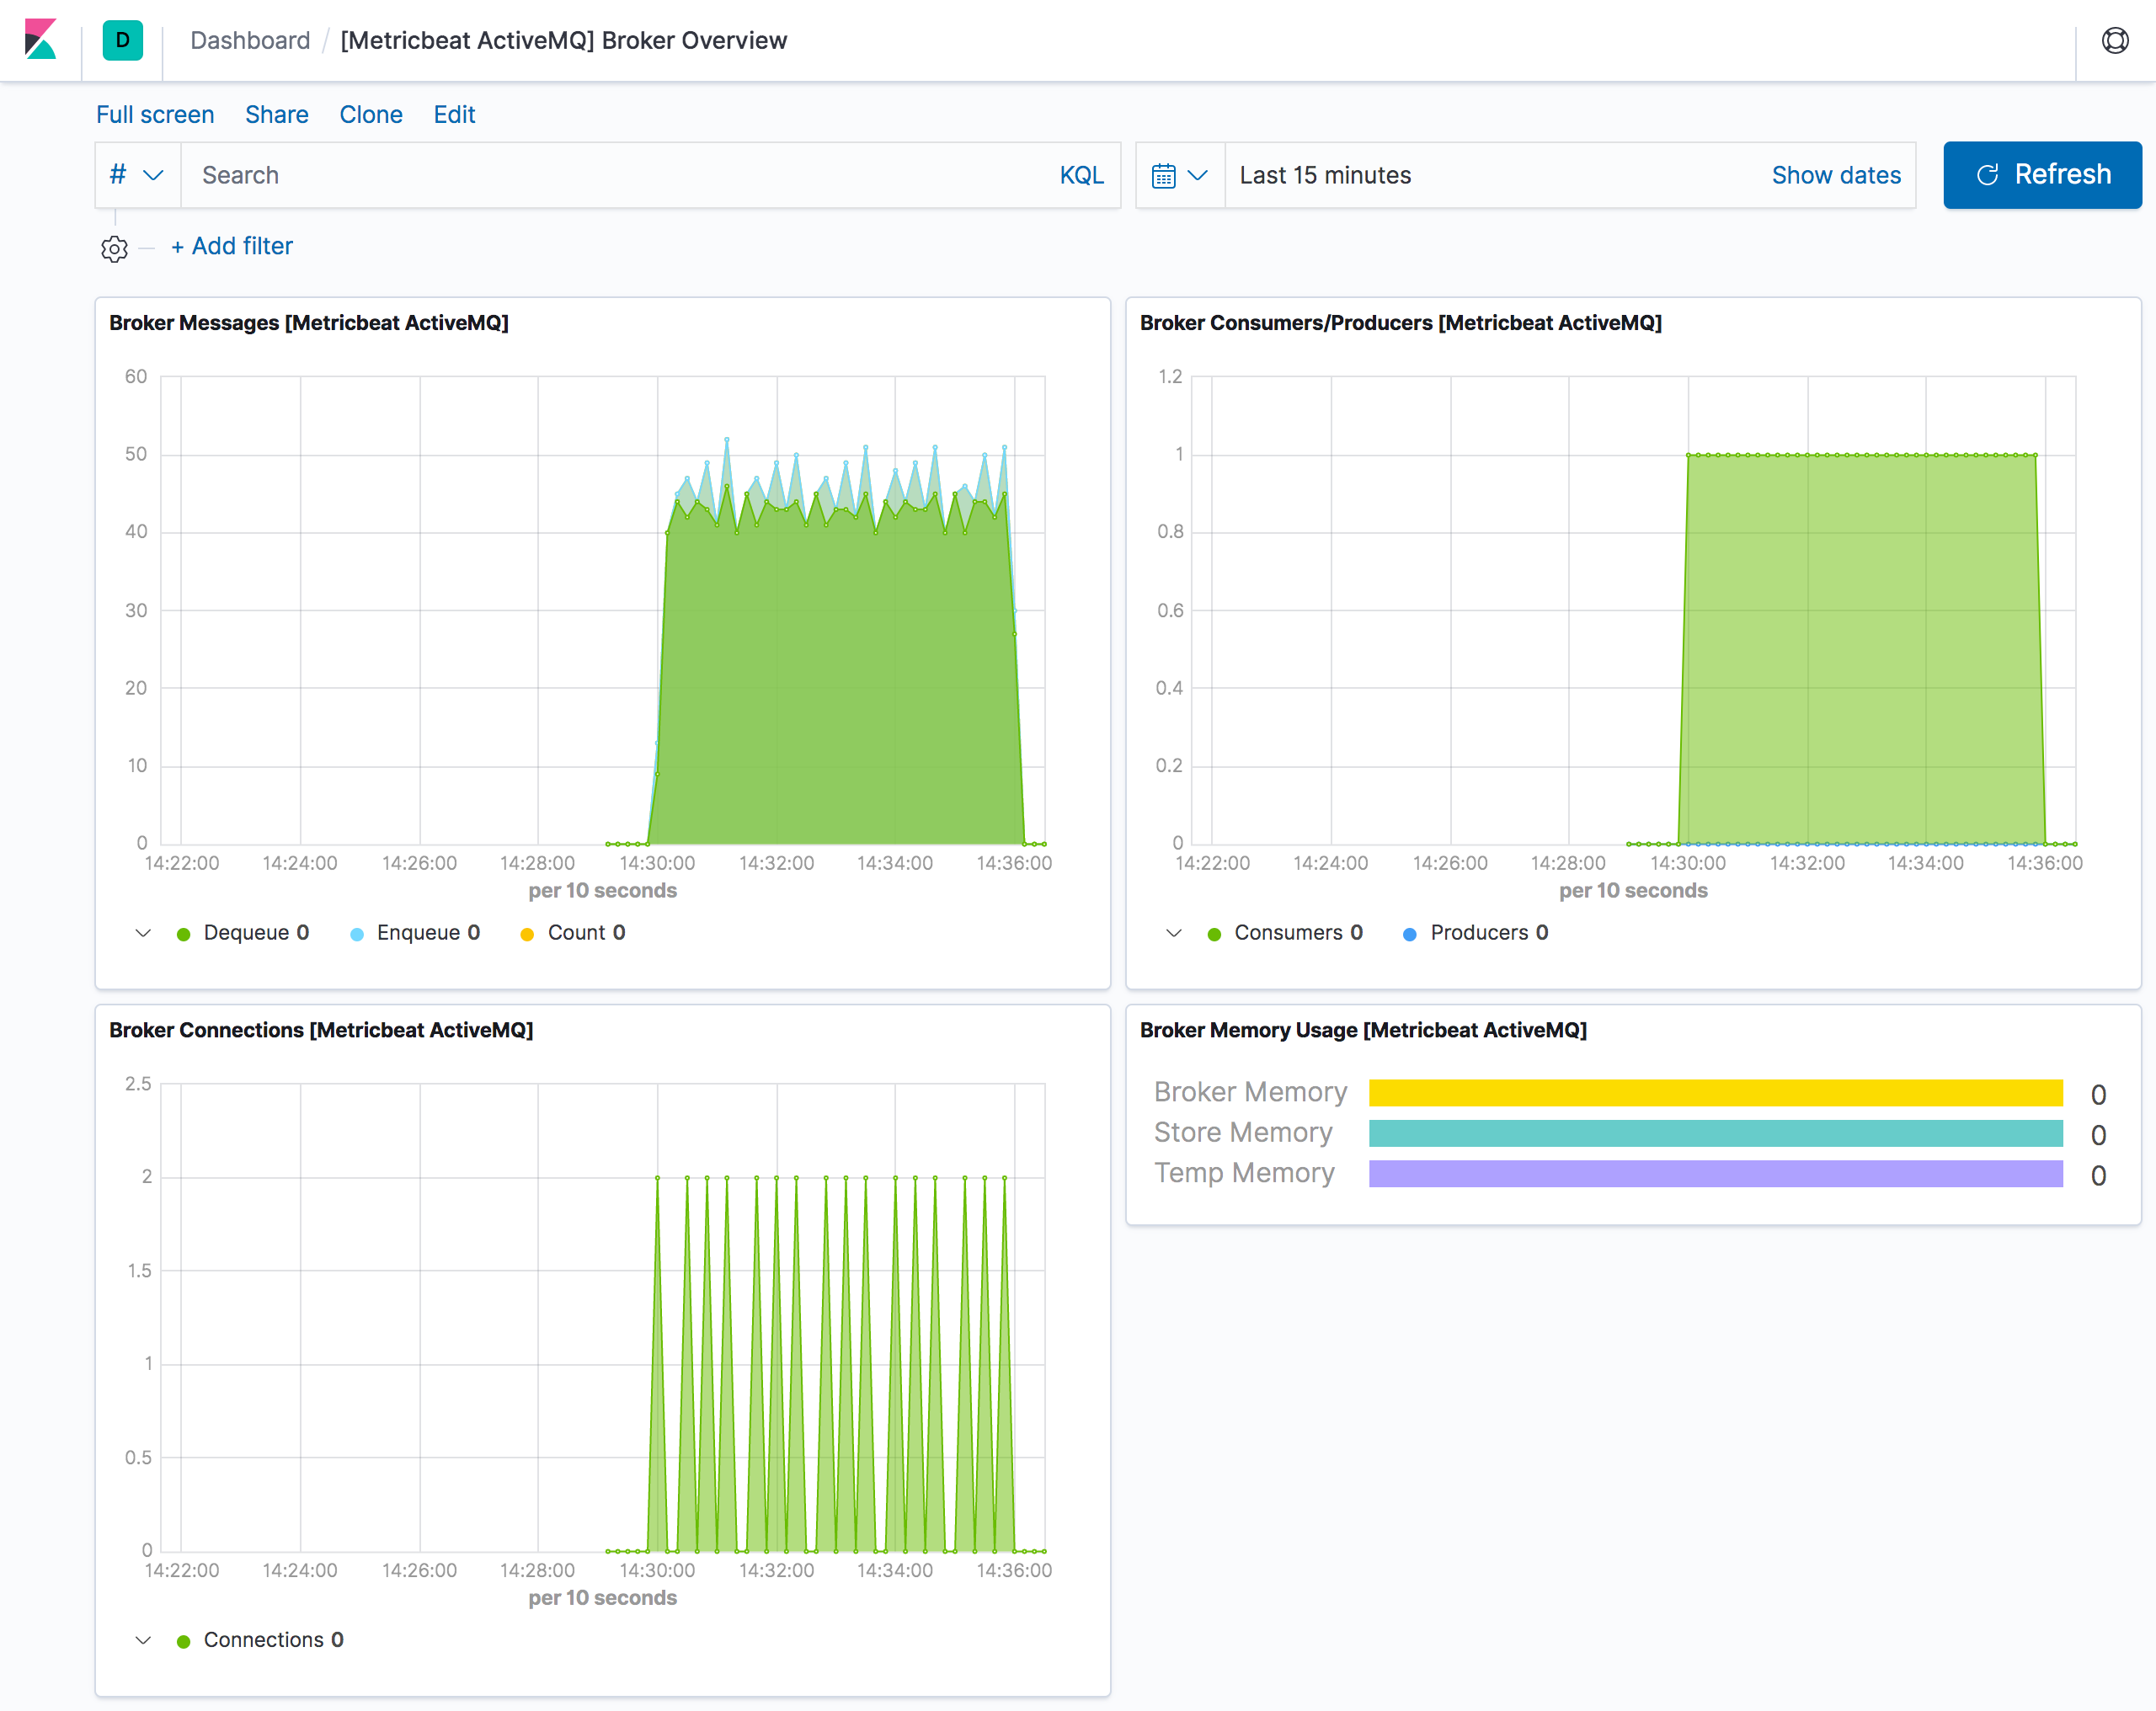 D Dashboard / [Metricbeat ActiveMQ] Broker Overview
Full screen Share Clone Edit
# Search KQL Last 15 minutes Show dates Refresh
+ Add filter
Broker Messages [Metricbeat ActiveMQ]
60
50
40
30
20
10
0
14:22:00 14:24:00 14:26:00 14:28:00 14:30:00 14:32:00 14:34:00 14:36:00
per 10 seconds
Dequeue 0 Enqueue 0 Count 0
Broker Consumers/Producers [Metricbeat ActiveMQ]
1.2
1
0.8
0.6
0.4
0.2
0
14:22:00 14:24:00 14:26:00 14:28:00 14:30:00 14:32:00 14:34:00 14:36:00
per 10 seconds
Consumers 0 Producers 0
Broker Connections [Metricbeat ActiveMQ]
2.5
2
1.5
1
0.5
0
14:22:00 14:24:00 14:26:00 14:28:00 14:30:00 14:32:00 14:34:00 14:36:00
per 10 seconds
Connections 0
Broker Memory Usage [Metricbeat ActiveMQ]
Broker Memory 0
Store Memory 0
Temp Memory 0